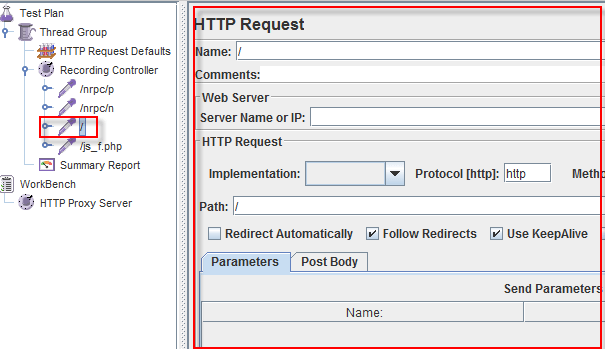 Test Plan
Thread Group
HTTP Request Defaults
Recording Controller
/nrpc/p
/nrpc/n
/
/js_f.php
Summary Report
WorkBench
HTTP Proxy Server
HTTP Request
Name: /
Comments:
Web Server
Server Name or IP:
HTTP Request
Implementation: Protocol [http]: http Metho
Path: /
Redirect Automatically Follow Redirects Use KeepAlive
Parameters Post Body
Send Parameters
Name: